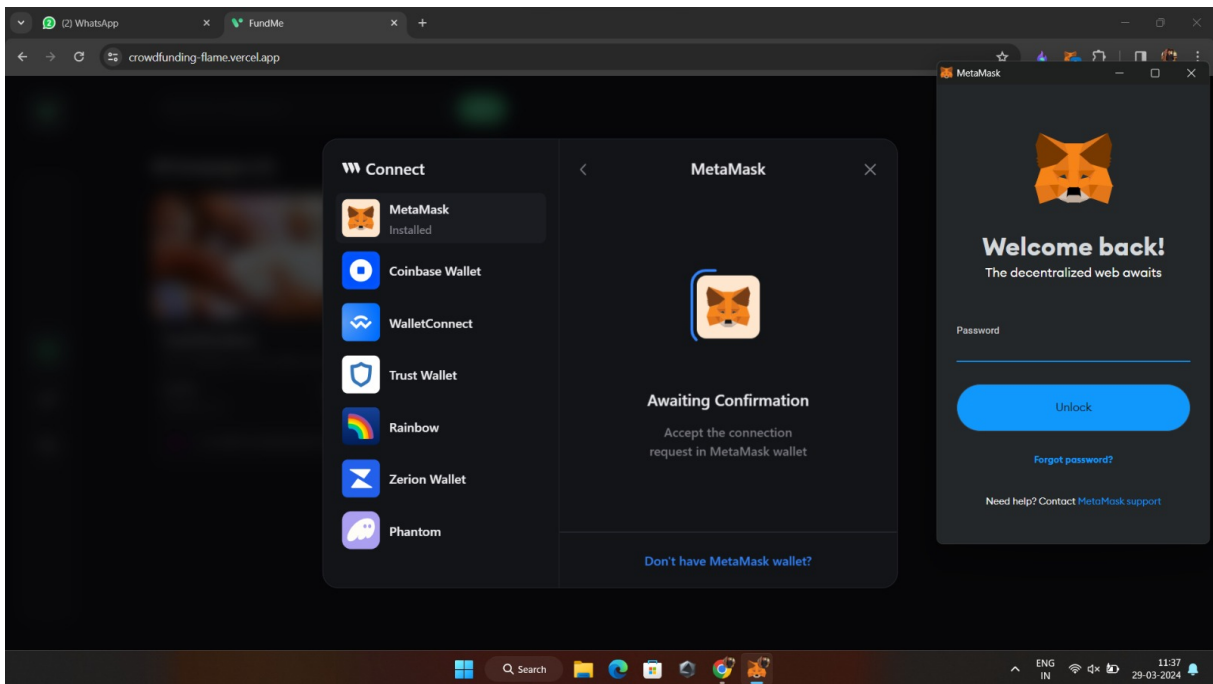 (2) WhatsApp
FundMe
crowdfunding-flame.vercel.app
MetaMask
Connect
MetaMask
Installed
Coinbase Wallet
WalletConnect
Trust Wallet
Rainbow
Zerion Wallet
Phantom
MetaMask
Awaiting Confirmation
Accept the connection
request in MetaMask wallet
Don't have MetaMask wallet?
Welcome back!
The decentralized web awaits
Password
Unlock
Forgot password?
Need help? Contact MetaMask support
Search
ENG
IN
11:37
29-03-2024